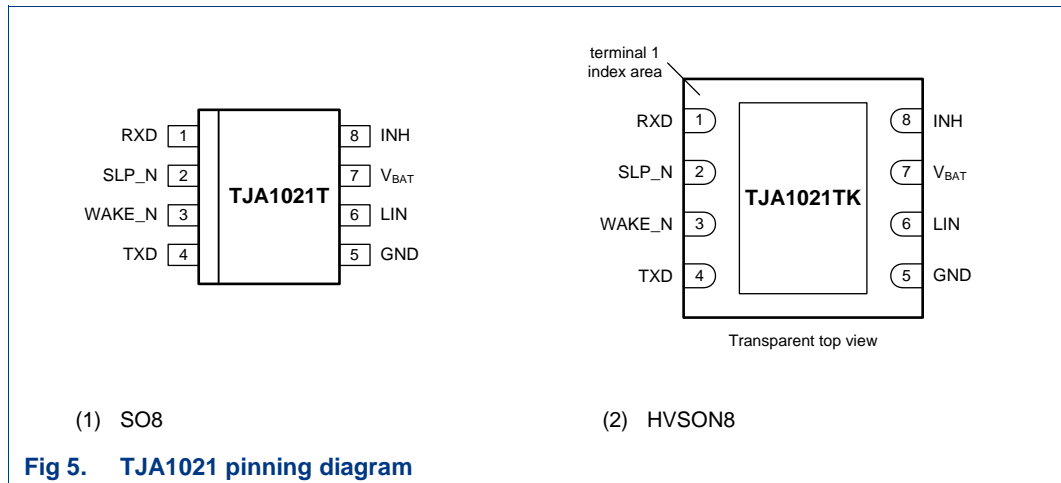 terminal 1
index area
RXD 1
8 INH
SLP_N 2
7 VBAT
TJA1021T
WAKE_N 3
6 LIN
TXD 4
5 GND
RXD 1
8 INH
SLP_N 2
7 VBAT
TJA1021TK
WAKE_N 3
6 LIN
TXD 4
5 GND
Transparent top view
(1) SO8
(2) HVSON8
Fig 5. TJA1021 pinning diagram